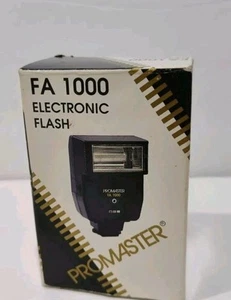 FA 1000
ELECTRONIC
FLASH
PROMASTER
FA 1000
PROMASTER®